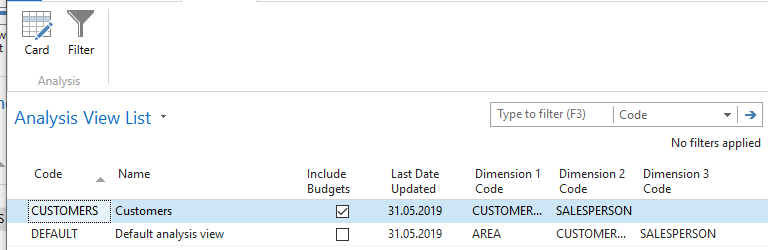 Card Filter
Analysis
Analysis View List
Type to filter (F3) Code
No filters applied
Code Name Include Budgets Last Date Updated Dimension 1 Code Dimension 2 Code Dimension 3 Code
CUSTOMERS Customers 31.05.2019 CUSTOMER... SALESPERSON
DEFAULT Default analysis view 31.05.2019 AREA CUSTOMER... SALESPERSON